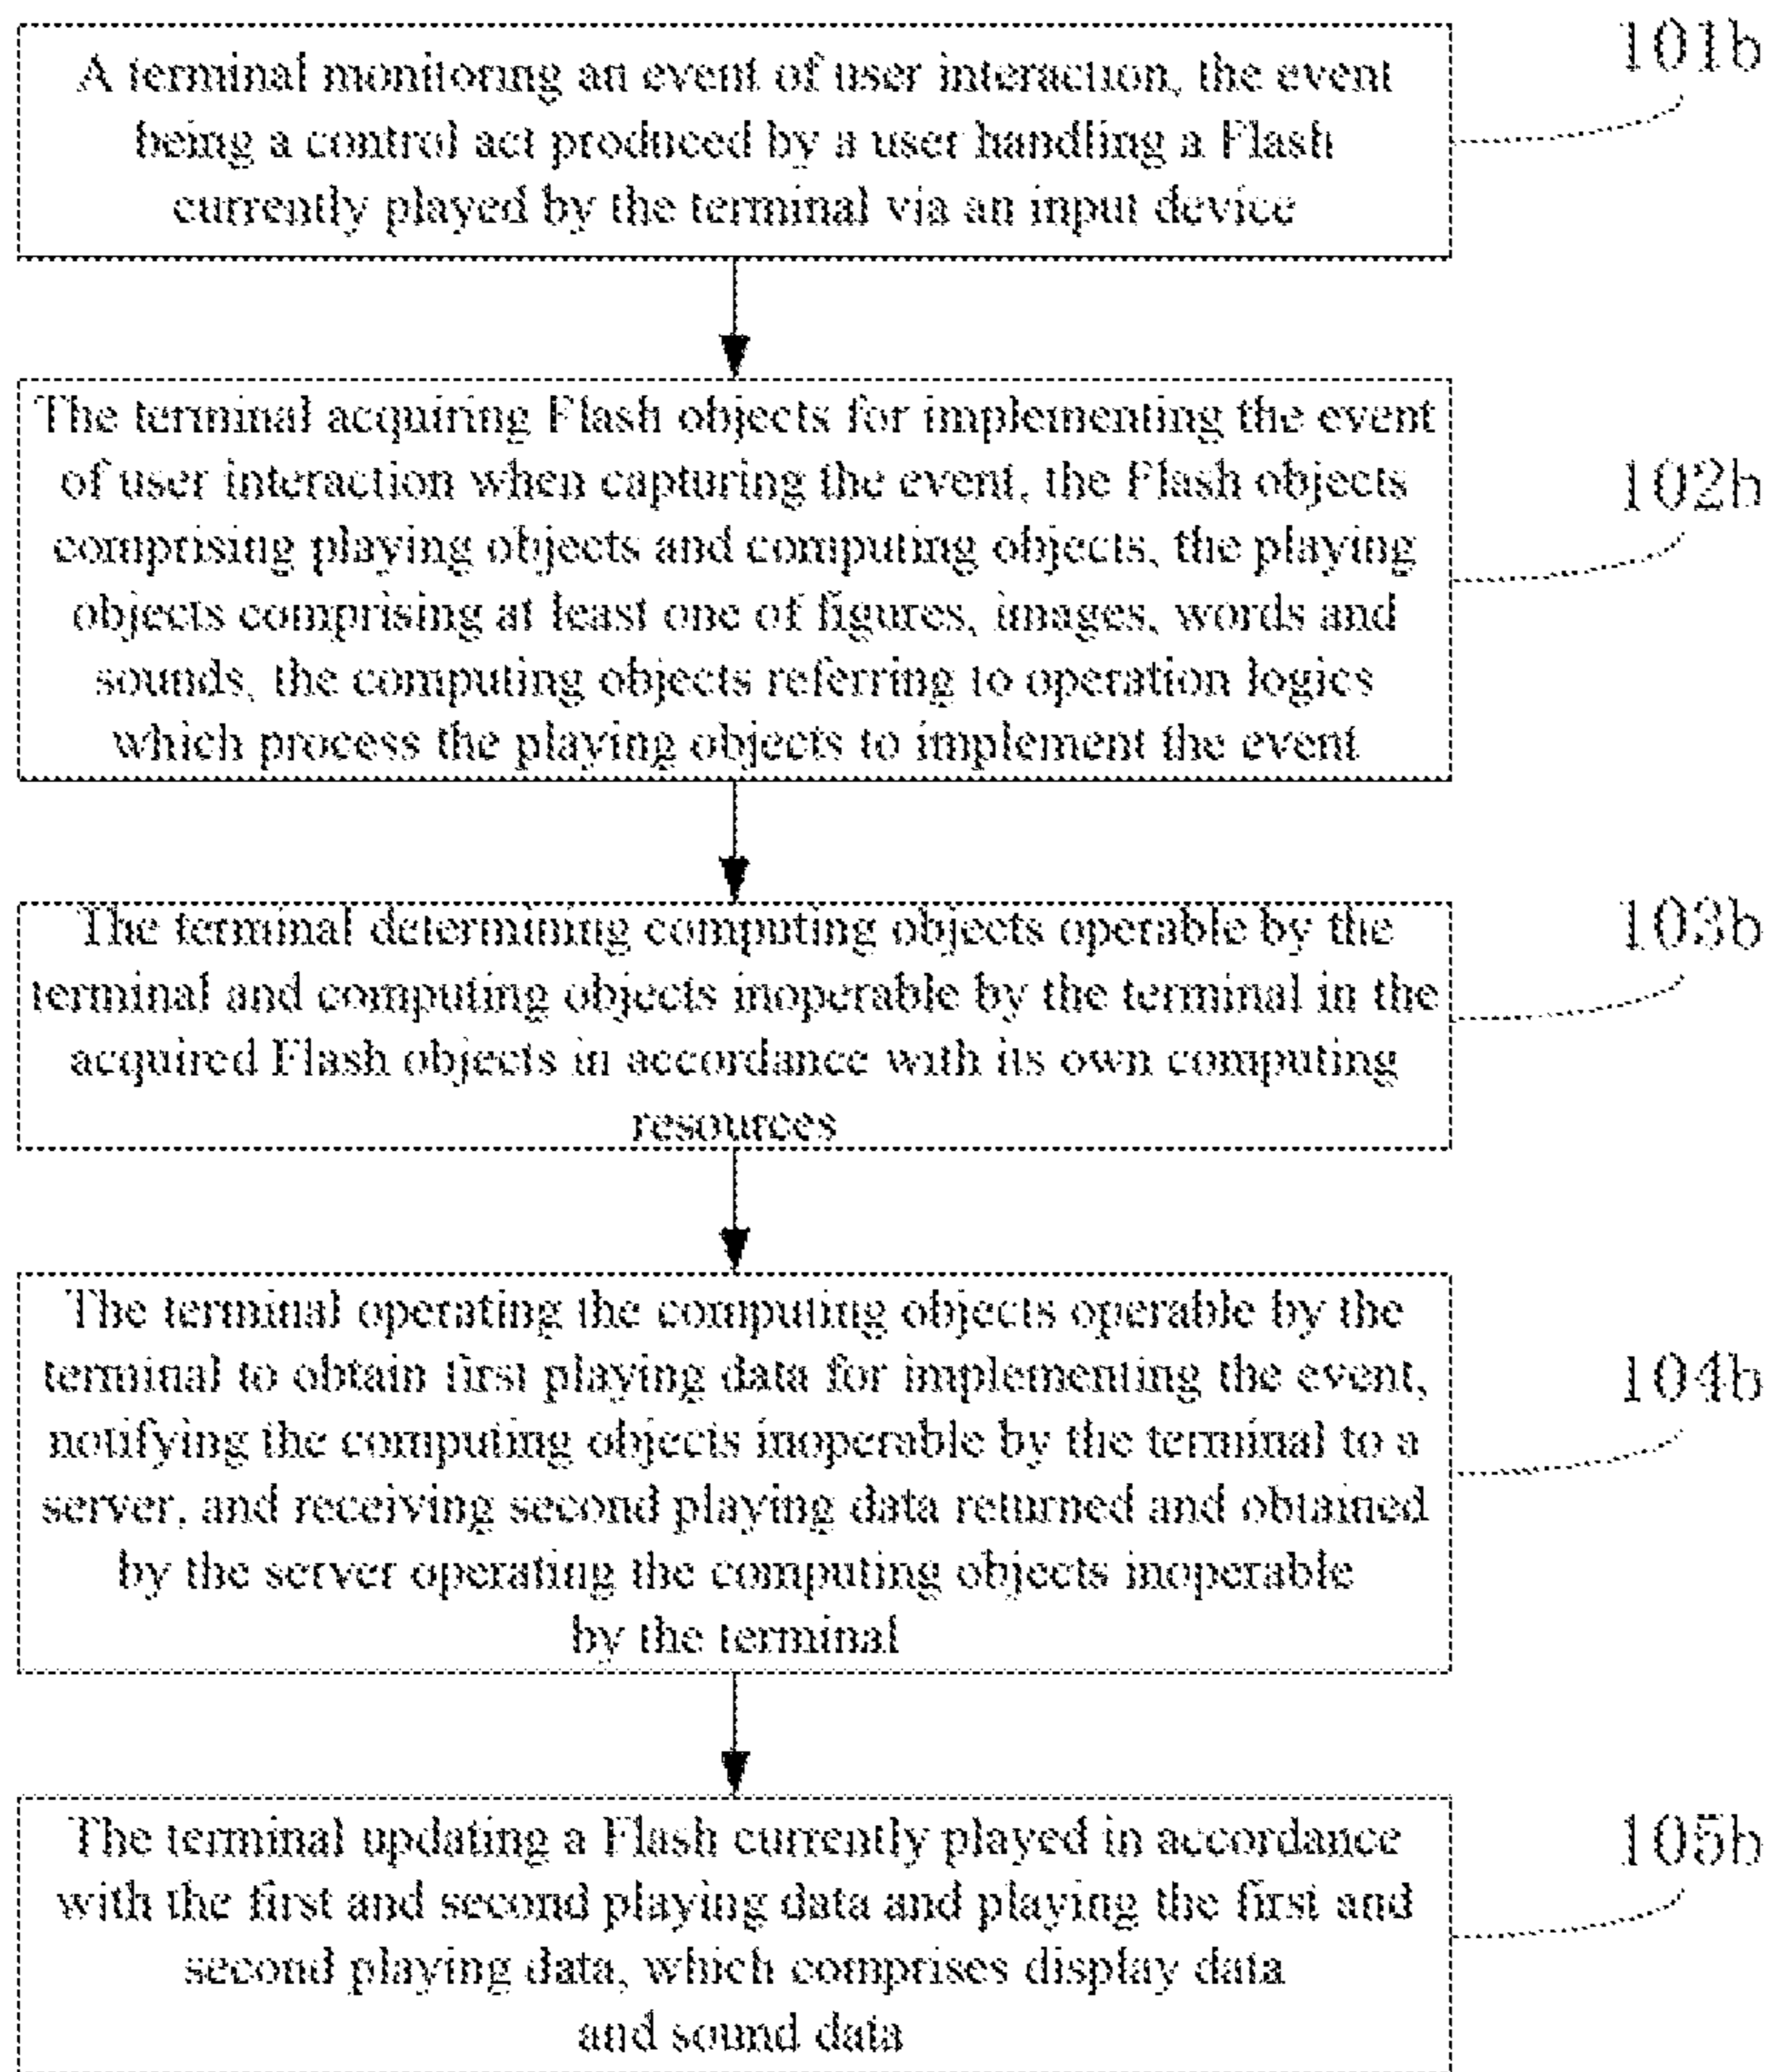 101b
A terminal monitoring an event of user interaction, the event
being a control act produced by a user handling a Flash
currently played by the terminal via an input device
The terminal acquiring Flash objects for implementing the event
of user interaction when capturing the event, the Flash objects
comprising playing objects and computing objects, the playing
objects comprising at least one of figures, images, words and
sounds, the computing objects referring to operation logics
which process the playing objects to implement the event
102b
The terminal determining computing objects operable by the
terminal and computing objects inoperable by the terminal in the
acquired Flash objects in accordance with its own computing
resources
103b
The terminal operating the computing objects operable by the
terminal to obtain first playing data for implementing the event,
notifying the computing objects inoperable by the terminal to a
server, and receiving second playing data returned and obtained
by the server operating the computing objects inoperable
by the terminal
104b
The terminal updating a Flash currently played in accordance
with the first and second playing data and playing the first and
second playing data, which comprises display data
and sound data
105b